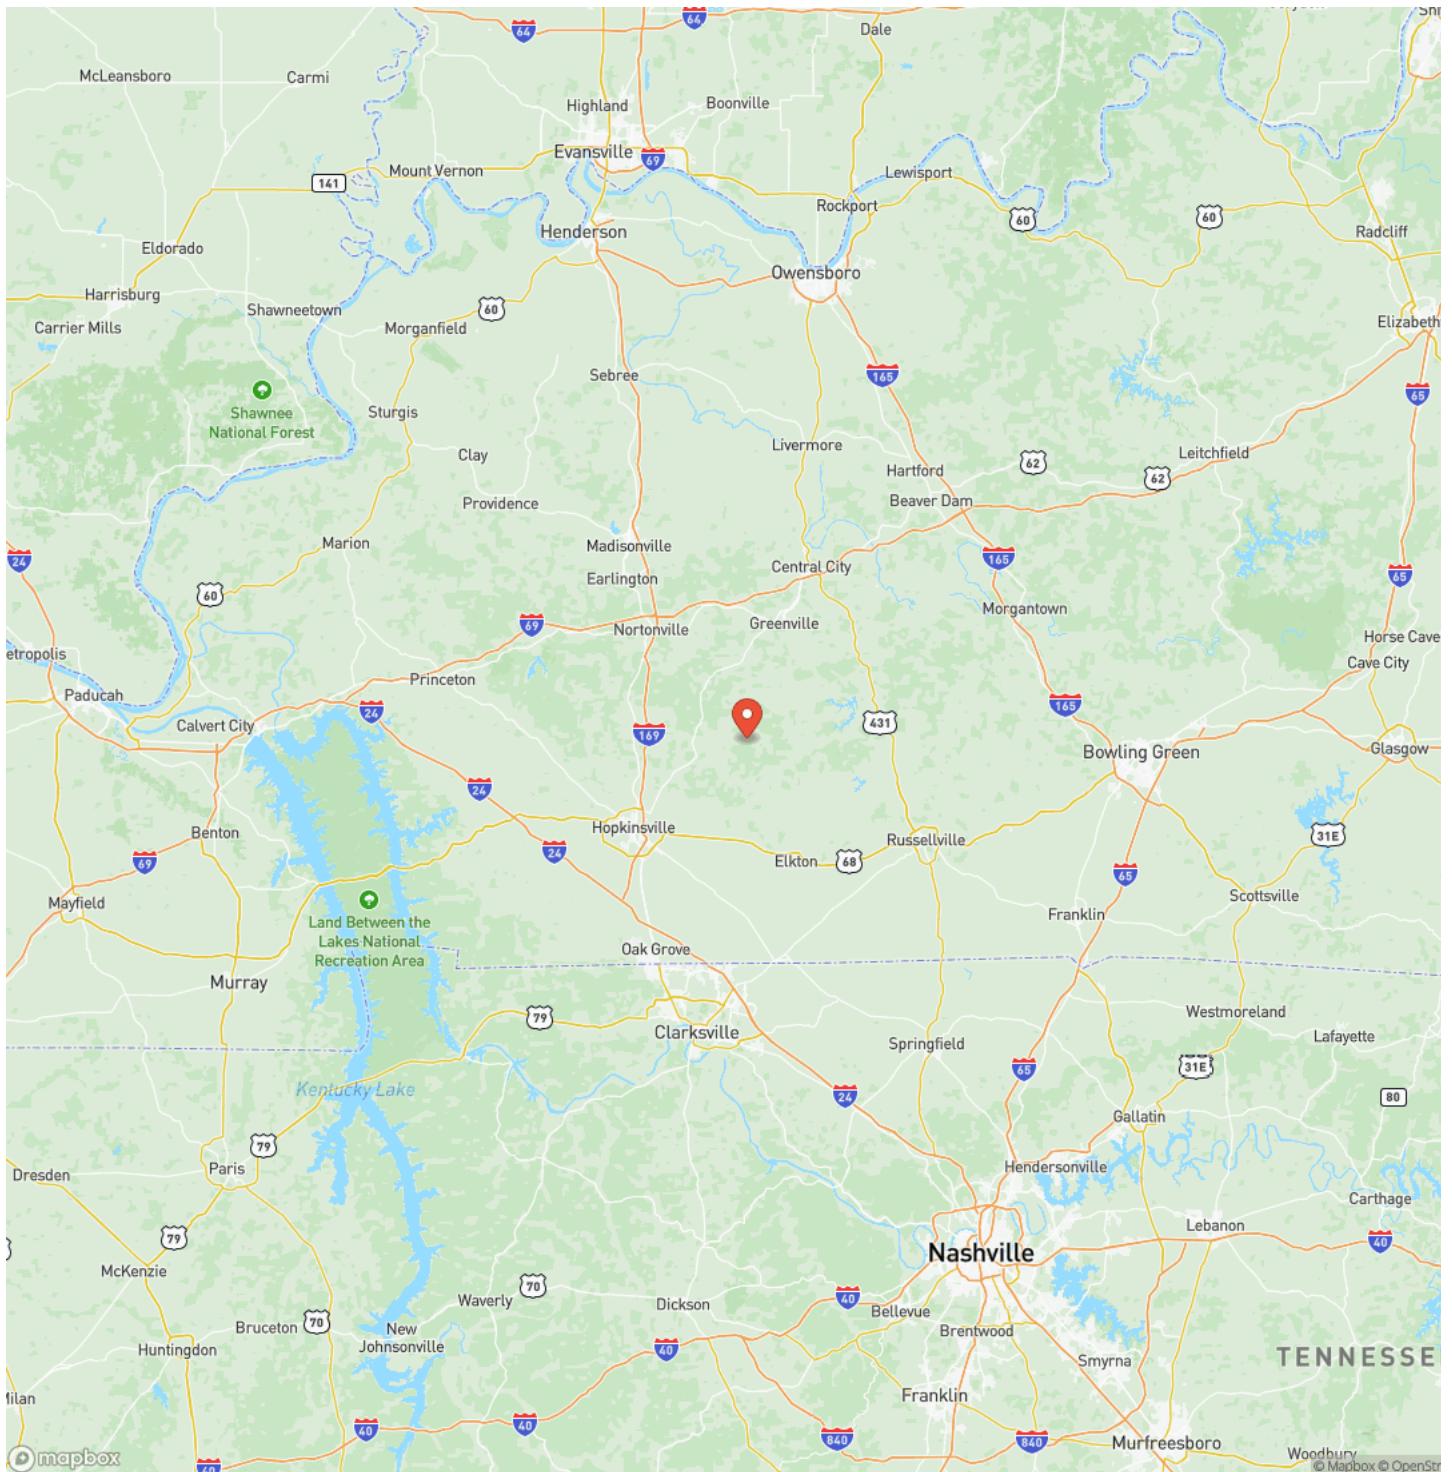 64
64
Dale
McLeansboro
Carmi
Highland
Boonville
Evansville
69
Mount Vernon
141
Lewisport
Rockport
60
60
Radcliff
Henderson
Eldorado
Owensboro
Harrisburg
Shawneetown
60
Carrier Mills
Morganfield
Elizabeth
Sebree
165
Shawnee
National Forest
Sturgis
65
Livermore
Clay
Leitchfield
Hartford
62
62
Providence
Beaver Dam
Marion
Madisonville
24
165
Central City
Earlington
65
60
Morgantown
69
Nortonville
Greenville
Horse Cave
etropolis
Cave City
Princeton
Paducah
24
165
Calvert City
431
169
Bowling Green
Glasgow
24
Benton
Hopkinsville
31E
Russellville
24
69
Elkton
68
65
Mayfield
Scottsville
Franklin
Land Between the
Lakes National
Recreation Area
Oak Grove
Murray
79
Westmoreland
Clarksville
Lafayette
Springfield
65
31E
Kentucky Lake
24
80
Gallatin
79
Paris
Dresden
Hendersonville
Carthage
79
Lebanon
40
Nashville
McKenzie
70
Waverly
40
Dickson
Bellevue
70
Bruceton
New
Johnsonville
Brentwood
Huntingdon
40
Smyrna
TENNESSE
Milan
Franklin
40
40
840
840
Murfreesboro
Woodbury
mapbox
© Mapbox © OpenStr